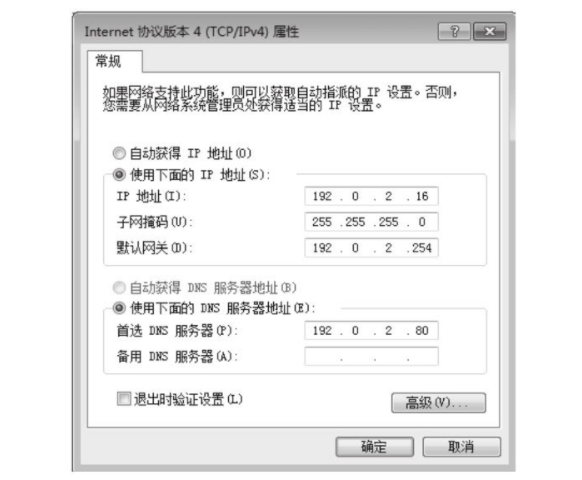 Internet 协议版本 4 (TCP/IPv4) 属性
常规
如果网络支持此功能，则可以获取自动指派的 IP 设置。否则，
您需要从网络系统管理员处获得适当的 IP 设置。
自动获得 IP 地址(O)
使用下面的 IP 地址(S):
IP 地址(I): 192 . 0 . 2 . 16
子网掩码(U): 255 .255 .255 . 0
默认网关(D): 192 . 0 . 2 .254
自动获得 DNS 服务器地址(B)
使用下面的 DNS 服务器地址(E):
首选 DNS 服务器(P): 192 . 0 . 2 . 80
备用 DNS 服务器(A): . . .
退出时验证设置(L)
高级(V)...
确定 取消